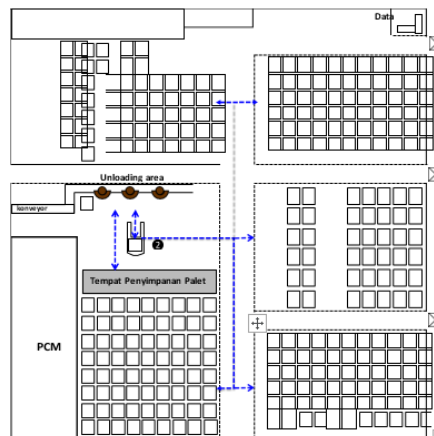 Data
Unloading area
konveyor
2
Tempat Penyimpanan Palet
PCM